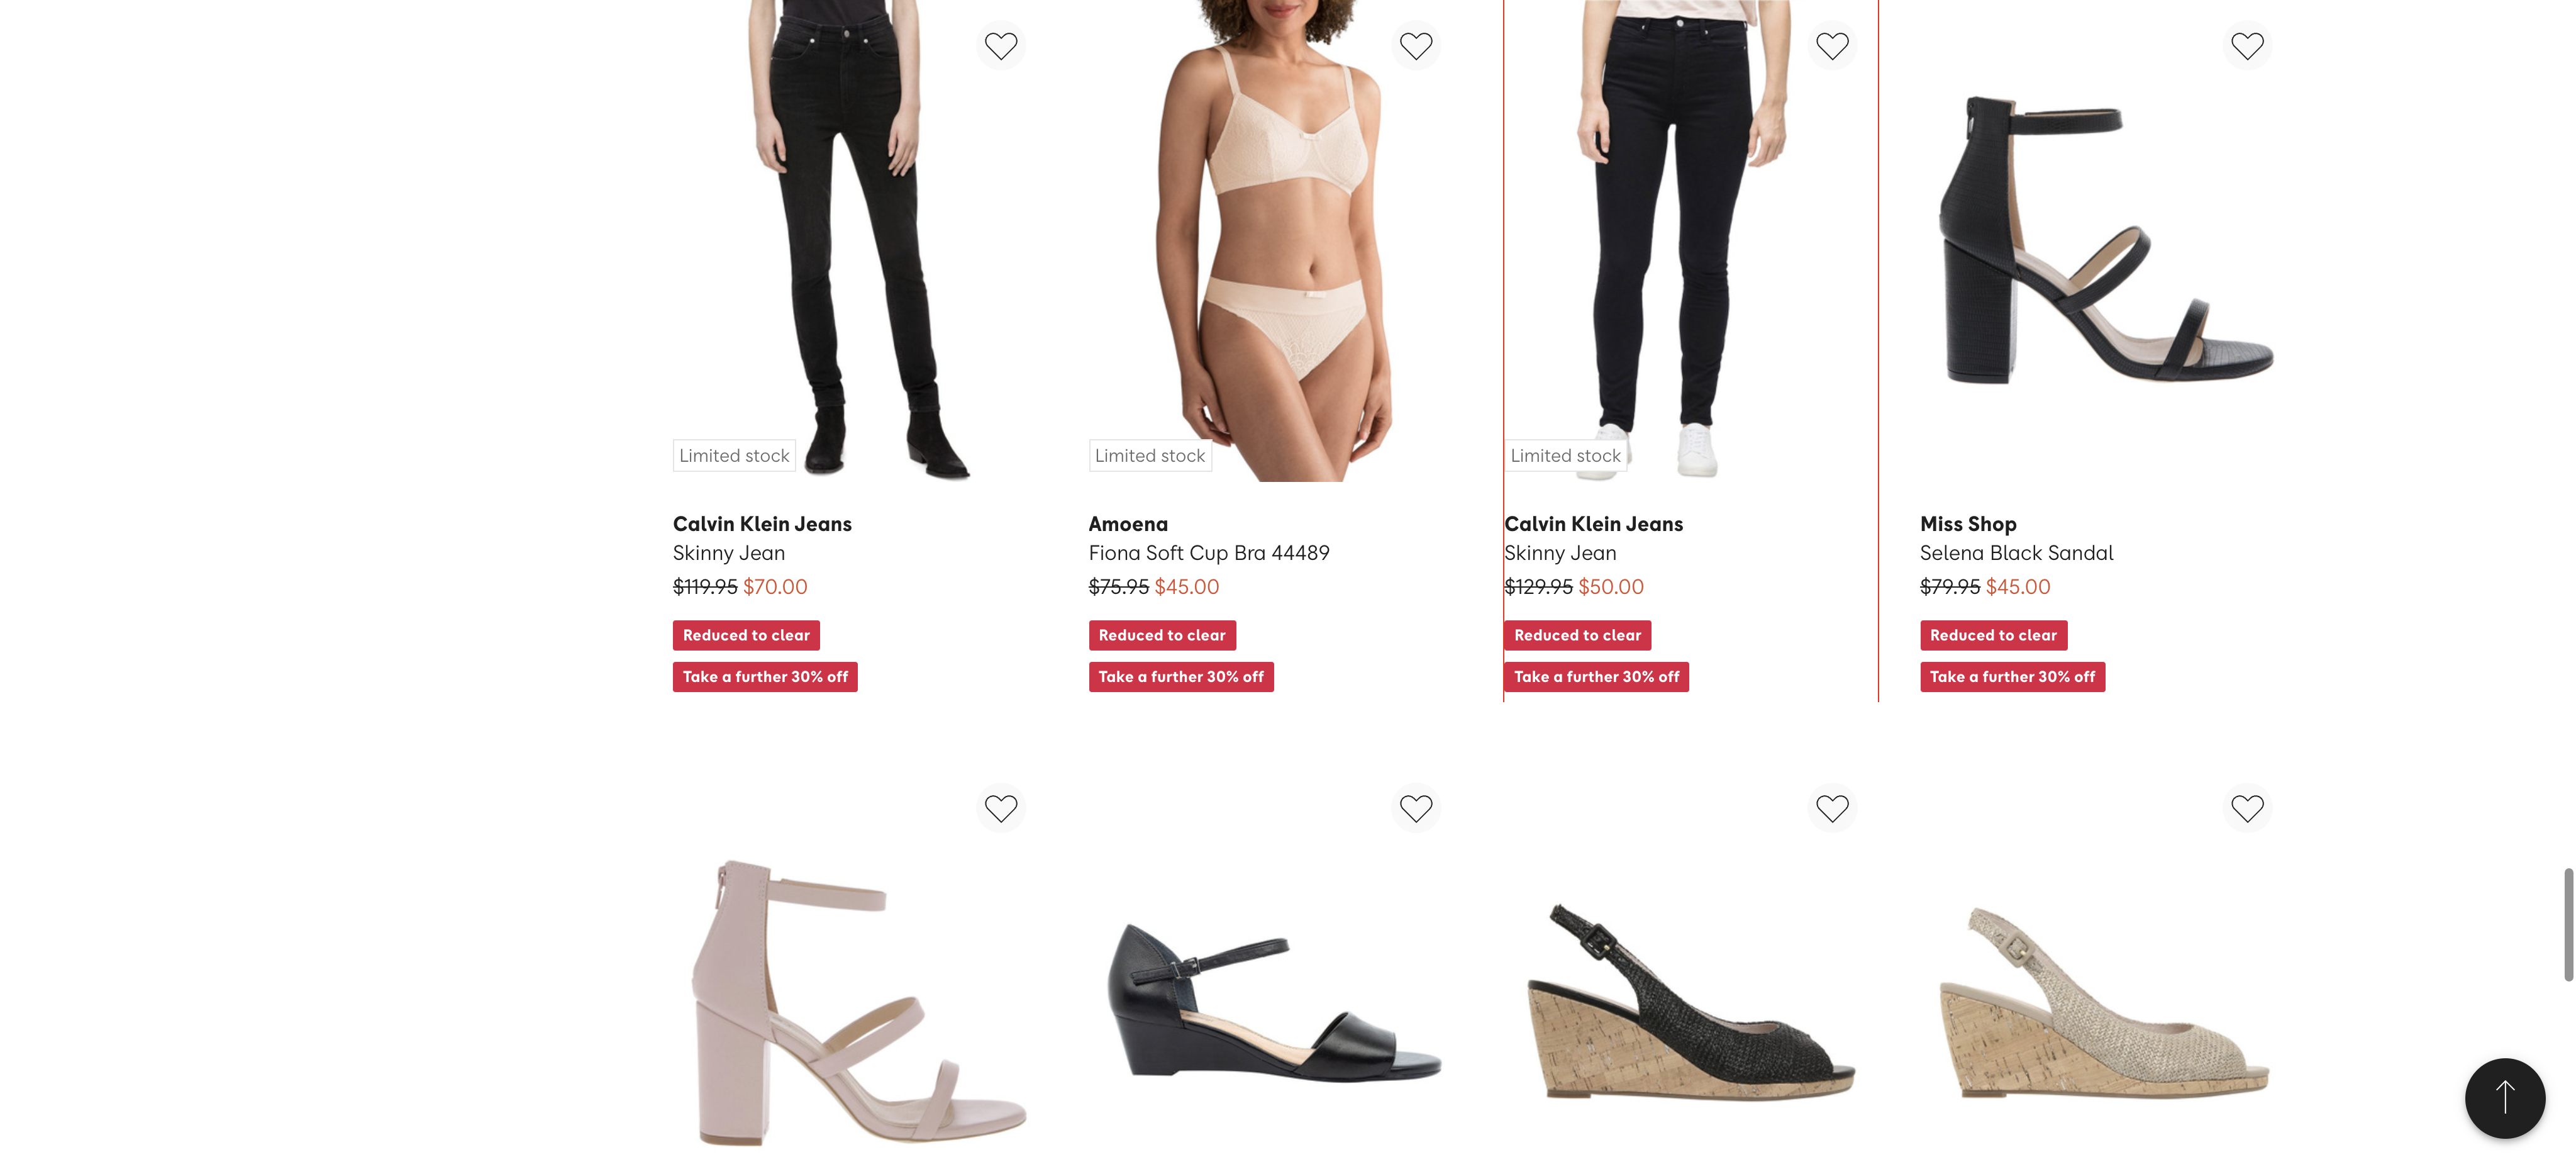 Limited stock
Limited stock
Limited stock
Calvin Klein Jeans
Skinny Jean
$119.95 $70.00
Reduced to clear
Take a further 30% off
Amoena
Fiona Soft Cup Bra 44489
$75.95 $45.00
Reduced to clear
Take a further 30% off
Calvin Klein Jeans
Skinny Jean
$129.95 $50.00
Reduced to clear
Take a further 30% off
Miss Shop
Selena Black Sandal
$79.95 $45.00
Reduced to clear
Take a further 30% off